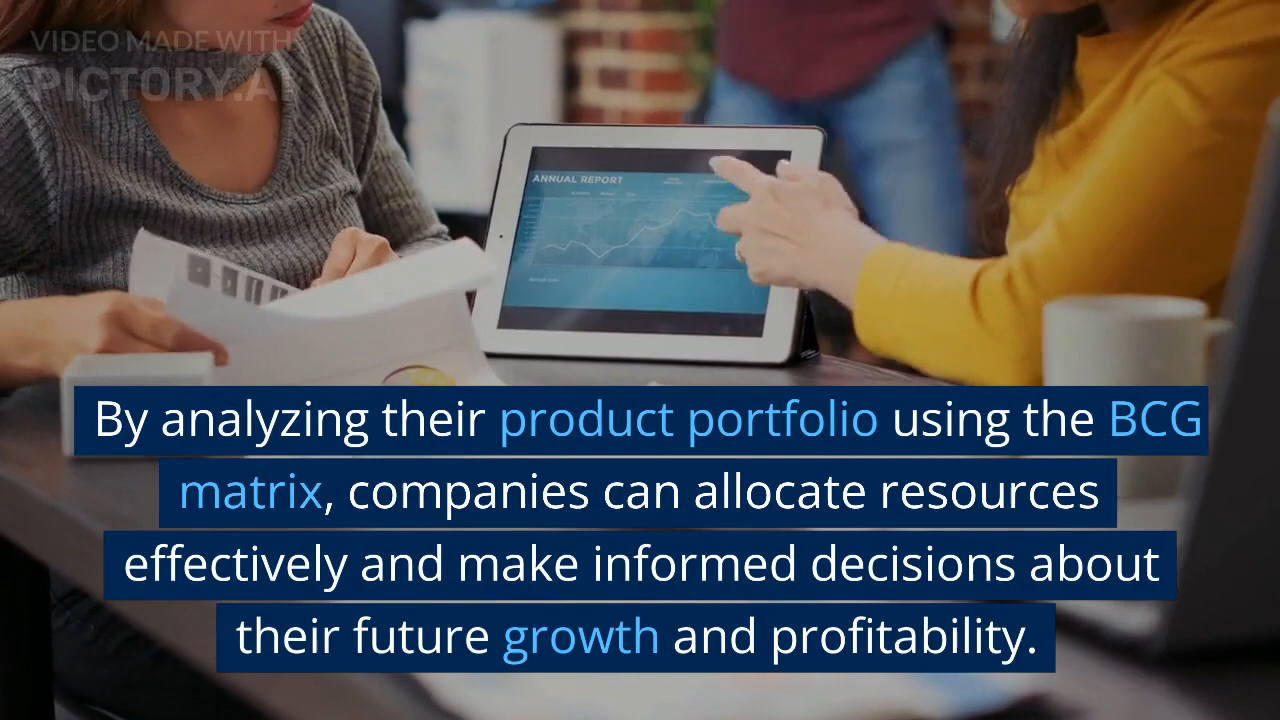 VIDEO MADE WITH
PICTORY.AI
ANNUAL REPORT
By analyzing their product portfolio using the BCG
matrix, companies can allocate resources
effectively and make informed decisions about
their future growth and profitability.